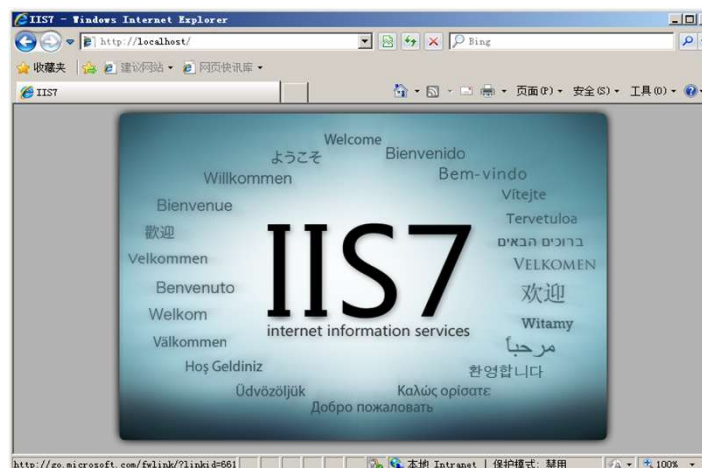 IIS7 - Windows Internet Explorer
http://localhost/
Bing
收藏夹
建议网站
网页快讯库
IIS7
页面(P)
安全(S)
工具(O)
Welcome
ようこそ
Bienvenido
Willkommen
Bem-vindo
Vítejte
Bienvenue
Tervetuloa
歡迎
ברוכים הבאים
Velkommen
VELKOMEN
IIS7
internet information services
Benvenuto
欢迎
Welkom
Witamy
Välkommen
مرحباً
Hoş Geldiniz
환영합니다
Üdvözöljük
Καλώς ορίσατε
Добро пожаловать
http://go.microsoft.com/fwlink/?linkid=661
本地 Intranet | 保护模式: 禁用
100%